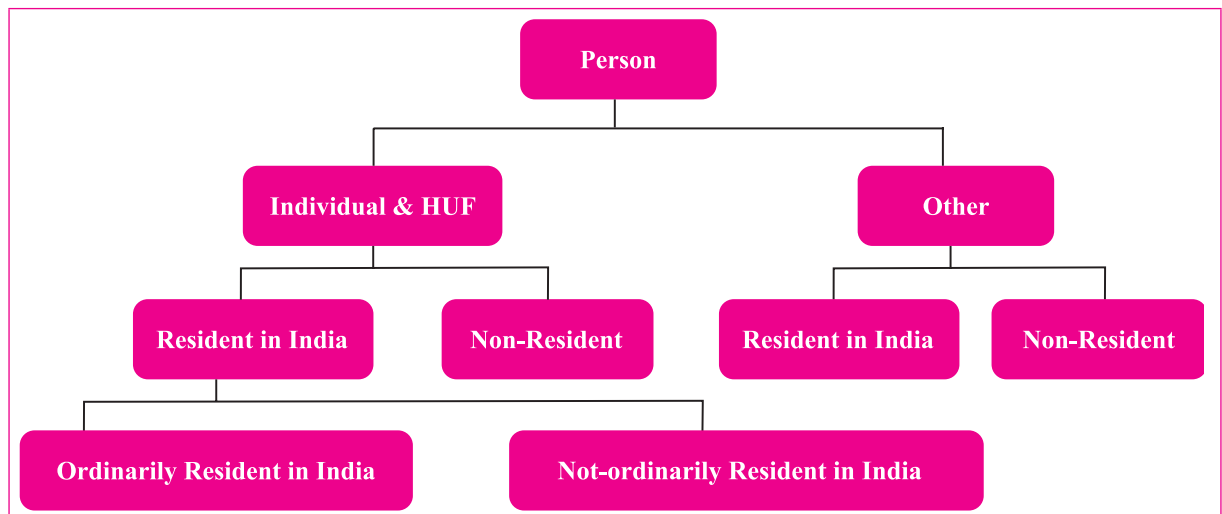 Person
Individual & HUF
Other
Resident in India
Non-Resident
Resident in India
Non-Resident
Ordinarily Resident in India
Not-ordinarily Resident in India